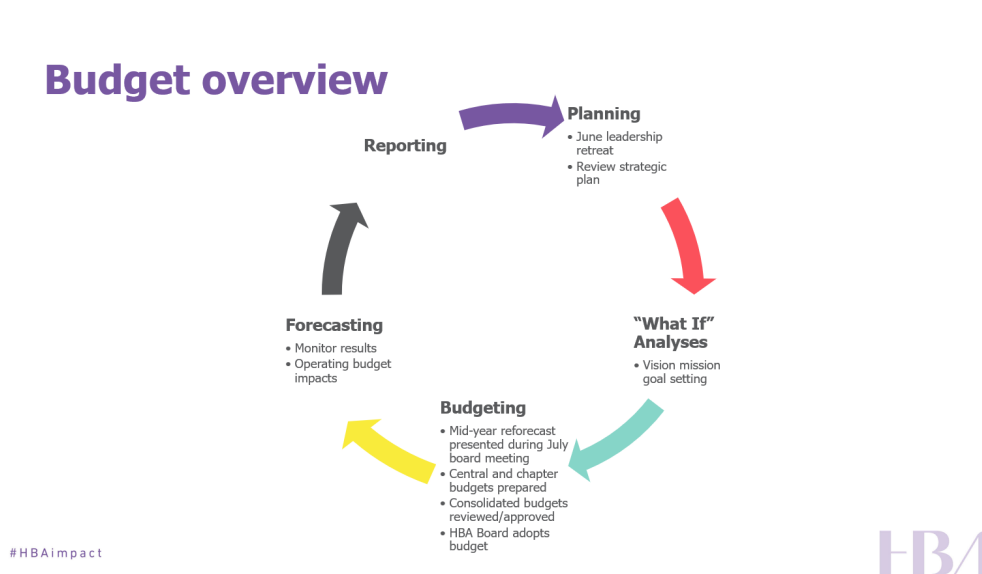 Budget overview
Planning
• June leadership
retreat
• Review strategic
plan
"What If"
Analyses
• Vision mission
goal setting
Budgeting
• Mid-year reforecast
presented during July
board meeting
• Central and chapter
budgets prepared
• Consolidated budgets
reviewed/approved
• HBA Board adopts
budget
Forecasting
• Monitor results
• Operating budget
impacts
Reporting
#HBAimpact
HBA